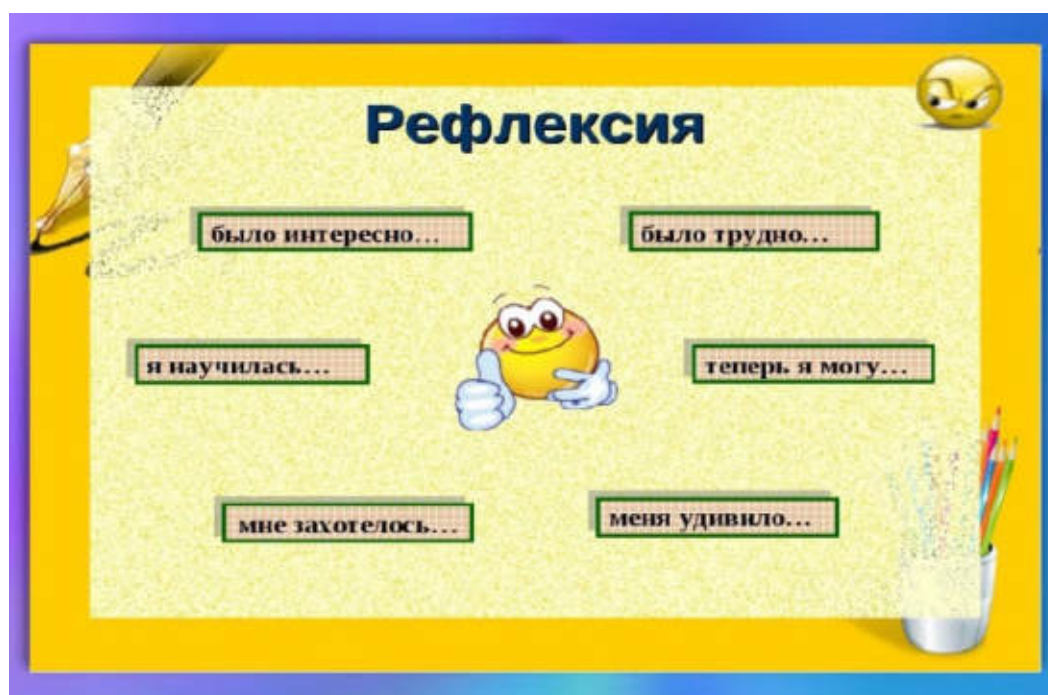 Рефлексия
было интересно…
было трудно…
я научилась…
теперь я могу…
мне захотелось…
меня удивило…